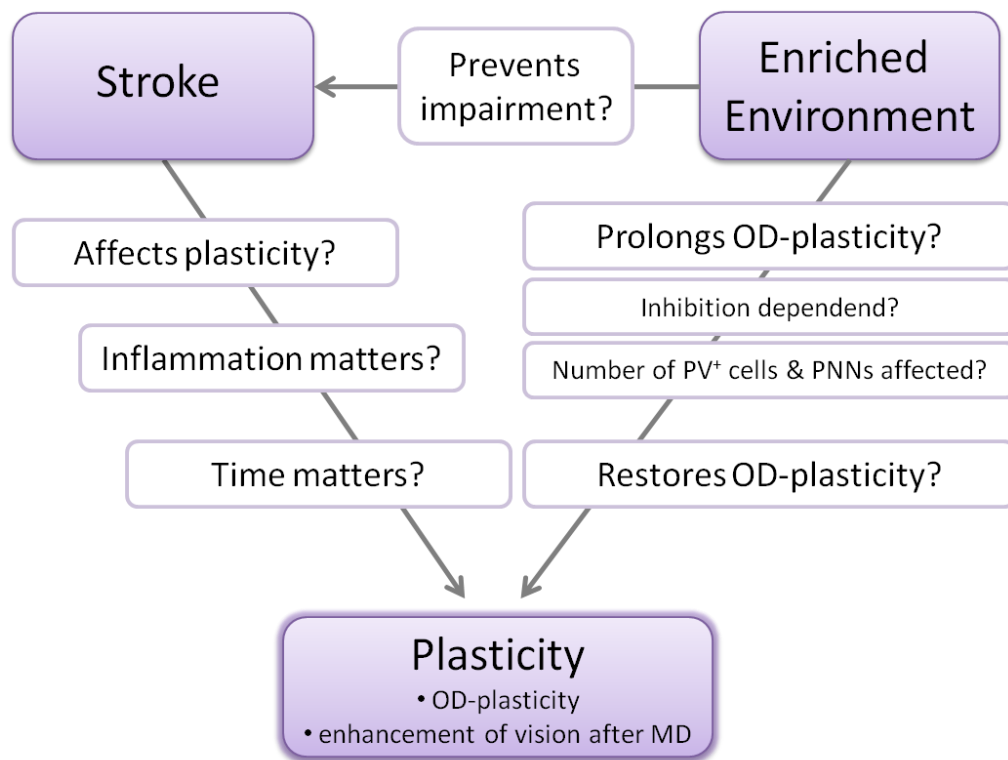 Stroke
Prevents
impairment?
Enriched
Environment
Affects plasticity?
Inflammation matters?
Time matters?
Prolongs OD-plasticity?
Inhibition dependend?
Number of PV⁺ cells & PNNs affected?
Restores OD-plasticity?
Plasticity
• OD-plasticity
• enhancement of vision after MD